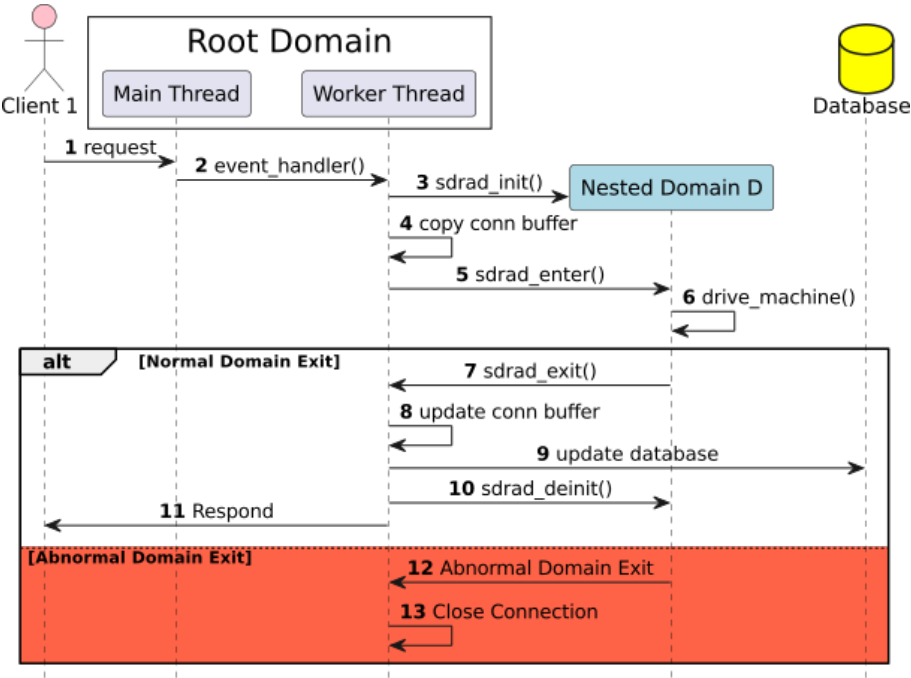 Root Domain
Main Thread
Worker Thread
Client 1
Database
1 request
2 event_handler()
3 sdrad_init()
Nested Domain D
4 copy conn buffer
5 sdrad_enter()
6 drive_machine()
alt
[Normal Domain Exit]
7 sdrad_exit()
8 update conn buffer
9 update database
10 sdrad_deinit()
11 Respond
[Abnormal Domain Exit]
12 Abnormal Domain Exit
13 Close Connection